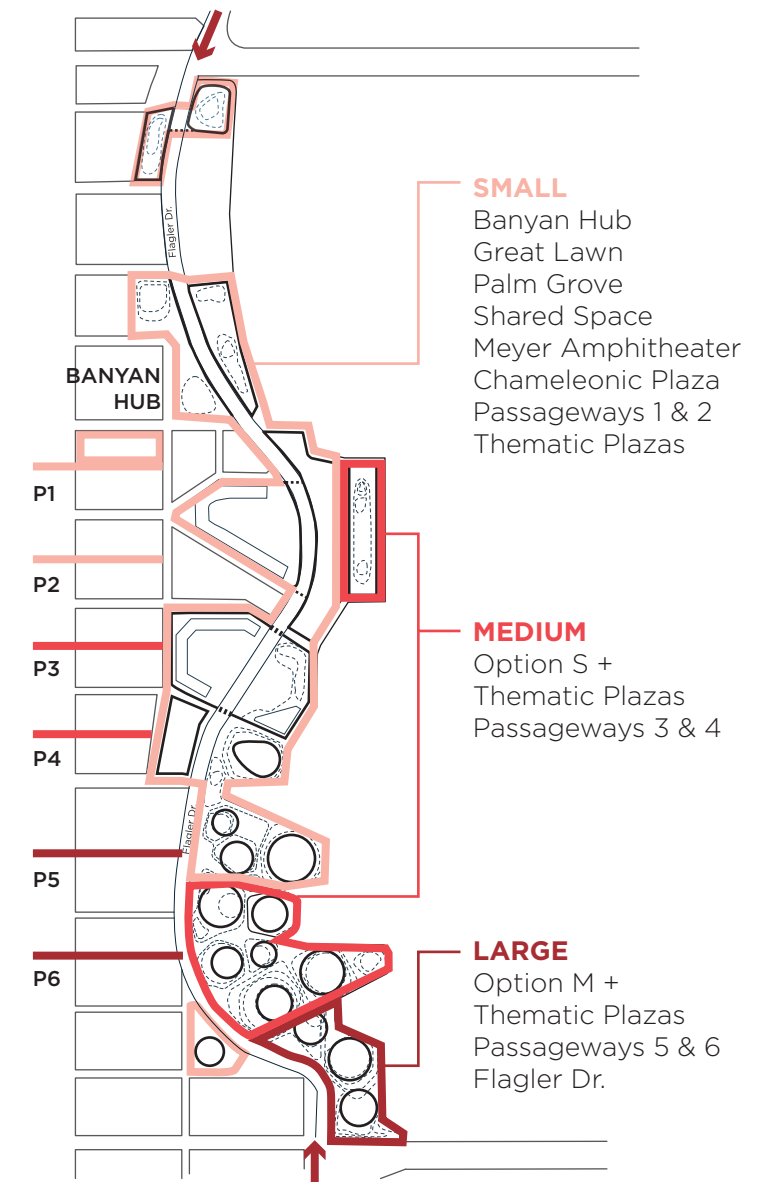 Flagler Dr.
SMALL
Banyan Hub
Great Lawn
Palm Grove
Shared Space
Meyer Amphitheater
Chameleonic Plaza
Passageways 1 & 2
Thematic Plazas
BANYAN
HUB
P1
P2
P3
P4
MEDIUM
Option S +
Thematic Plazas
Passageways 3 & 4
Flagler Dr.
P5
P6
LARGE
Option M +
Thematic Plazas
Passageways 5 & 6
Flagler Dr.